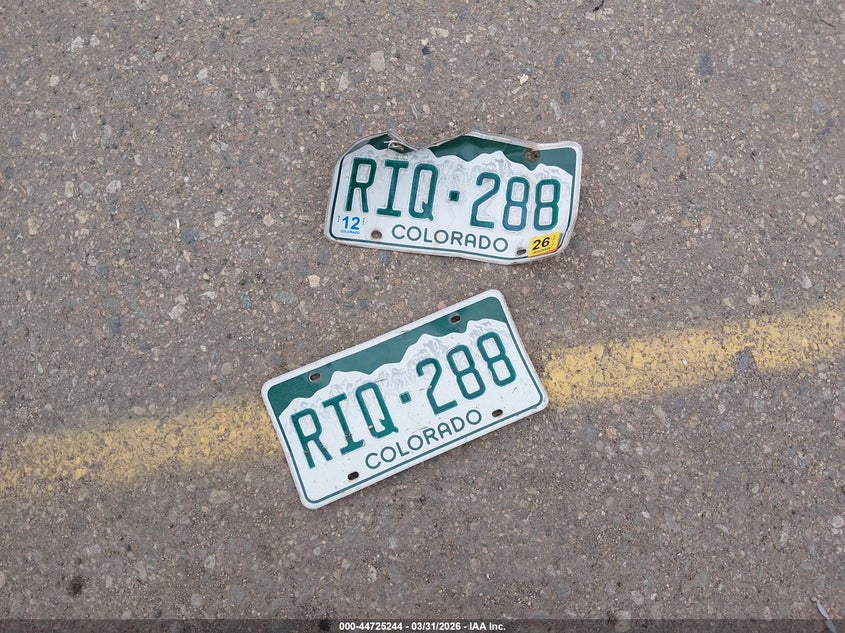 RIQ·288
12
COLORADO
COLORADO
26
RIQ·288
COLORADO
000-44725244 - 03/31/2026 - IAA Inc.